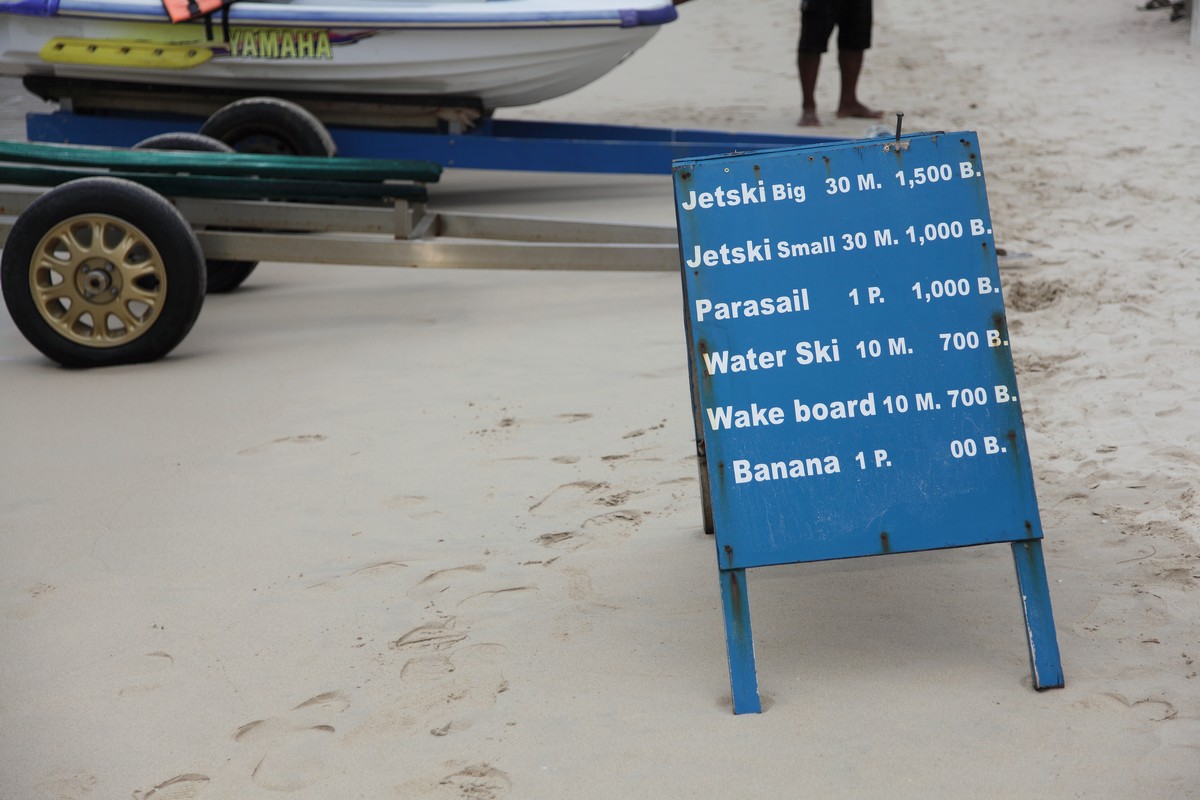 YAMAHA
Jetski Big 30 M. 1,500 B.
Jetski Small 30 M. 1,000 B.
Parasail 1 P. 1,000 B.
Water Ski 10 M. 700 B.
Wake board 10 M. 700 B.
Banana 1 P. 00 B.